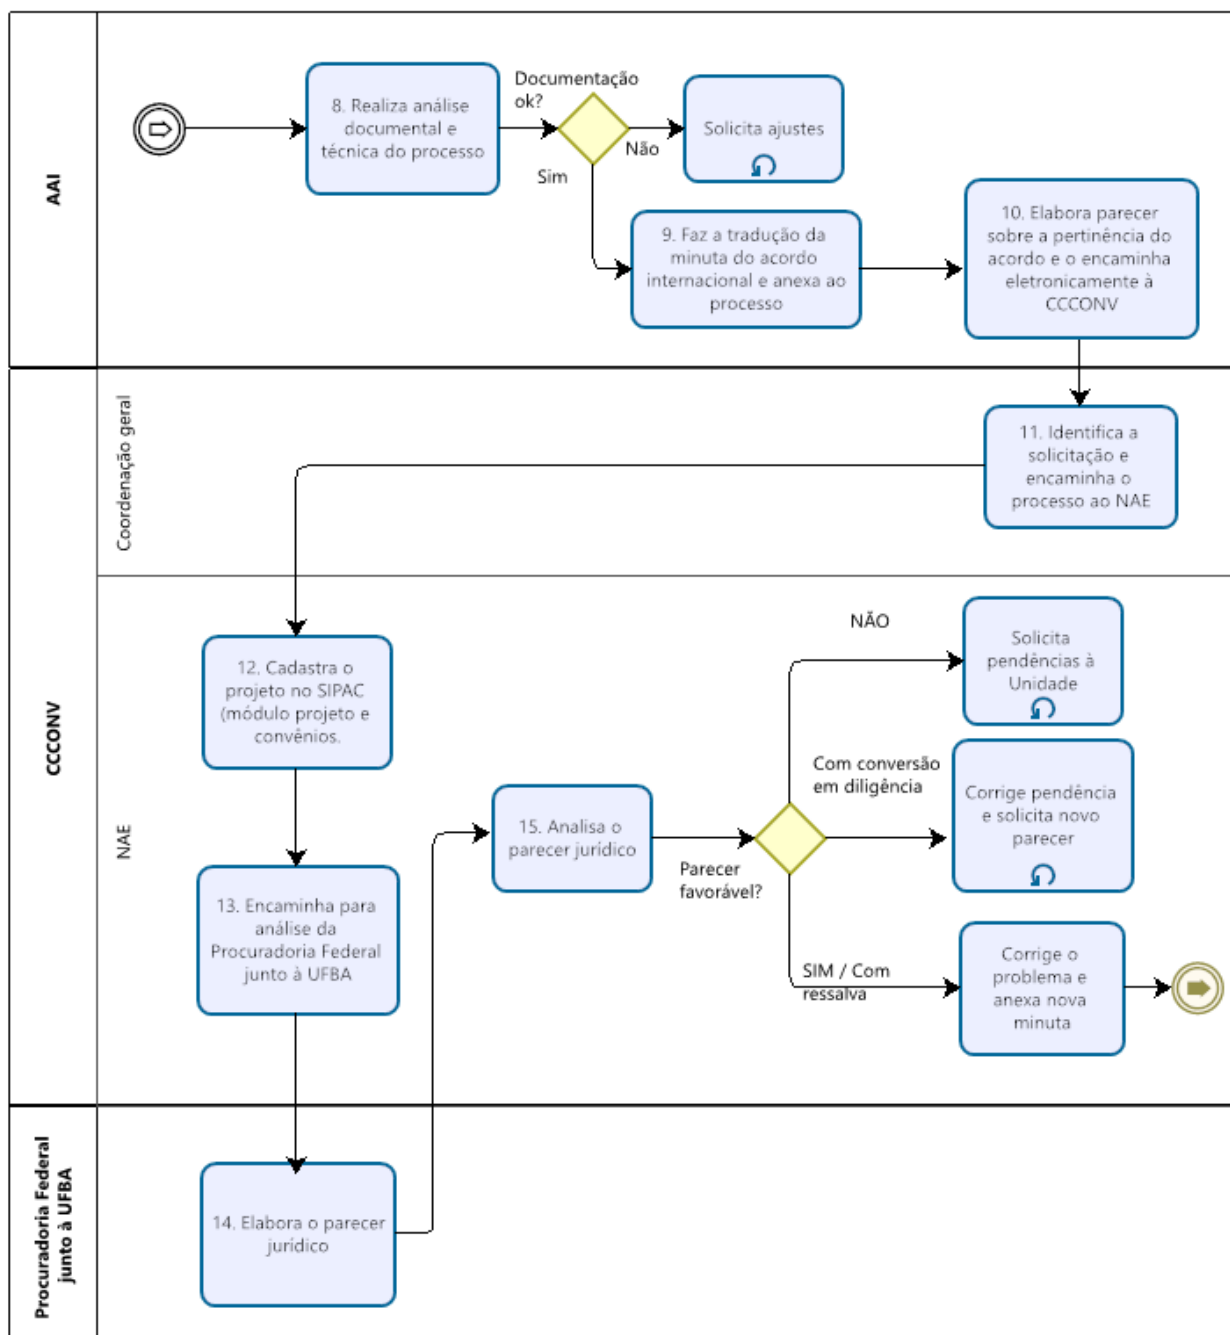 AAI
8. Realiza análise
documental e
técnica do processo
Documentação
ok?
Não
Sim
Solicita ajustes
9. Faz a tradução da
minuta do acordo
internacional e anexa ao
processo
10. Elabora parecer
sobre a pertinência do
acordo e o encaminha
eletronicamente à
CCCONV
CCCONV
Coordenação geral
11. Identifica a
solicitação e
encaminha o
processo ao NAE
NAE
12. Cadastra o
projeto no SIPAC
(módulo projeto e
convênios.
13. Encaminha para
análise da
Procuradoria Federal
junto à UFBA
15. Analisa o
parecer jurídico
Parecer
favorável?
NÃO
Solicita
pendências à
Unidade
Com conversão
em diligência
Corrige pendência
e solicita novo
parecer
SIM / Com
ressalva
Corrige o
problema e
anexa nova
minuta
Procuradoria Federal
junto à UFBA
14. Elabora o parecer
jurídico